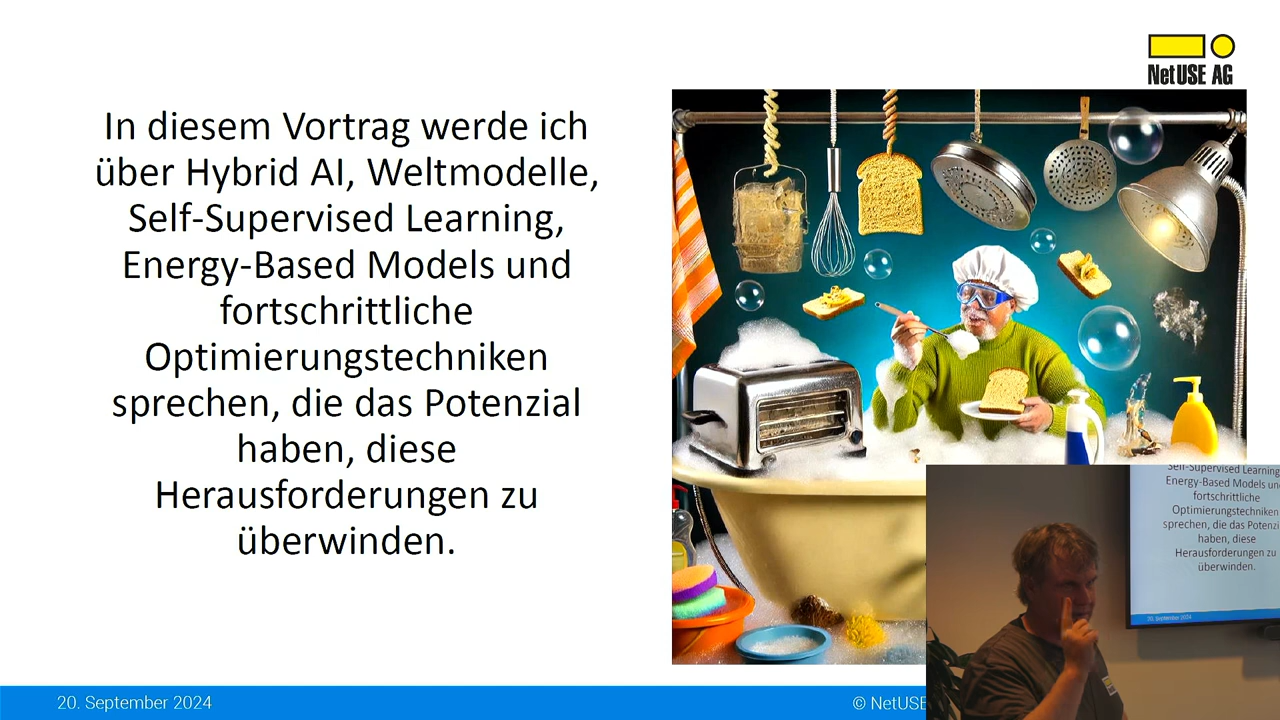 NetUSE AG
In diesem Vortrag werde ich
über Hybrid AI, Weltmodelle,
Self-Supervised Learning,
Energy-Based Models und
fortschrittliche
Optimierungstechniken
sprechen, die das Potenzial
haben, diese
Herausforderungen zu
überwinden.
Self-Supervised Learning
Energy-Based Models un
fortschrittliche
Optimierungstechniken
sprechen, die das Potenzi
haben, diese
Herausforderungen zu
überwinden.
20. September 2024
20. September 2024
© NetUSE